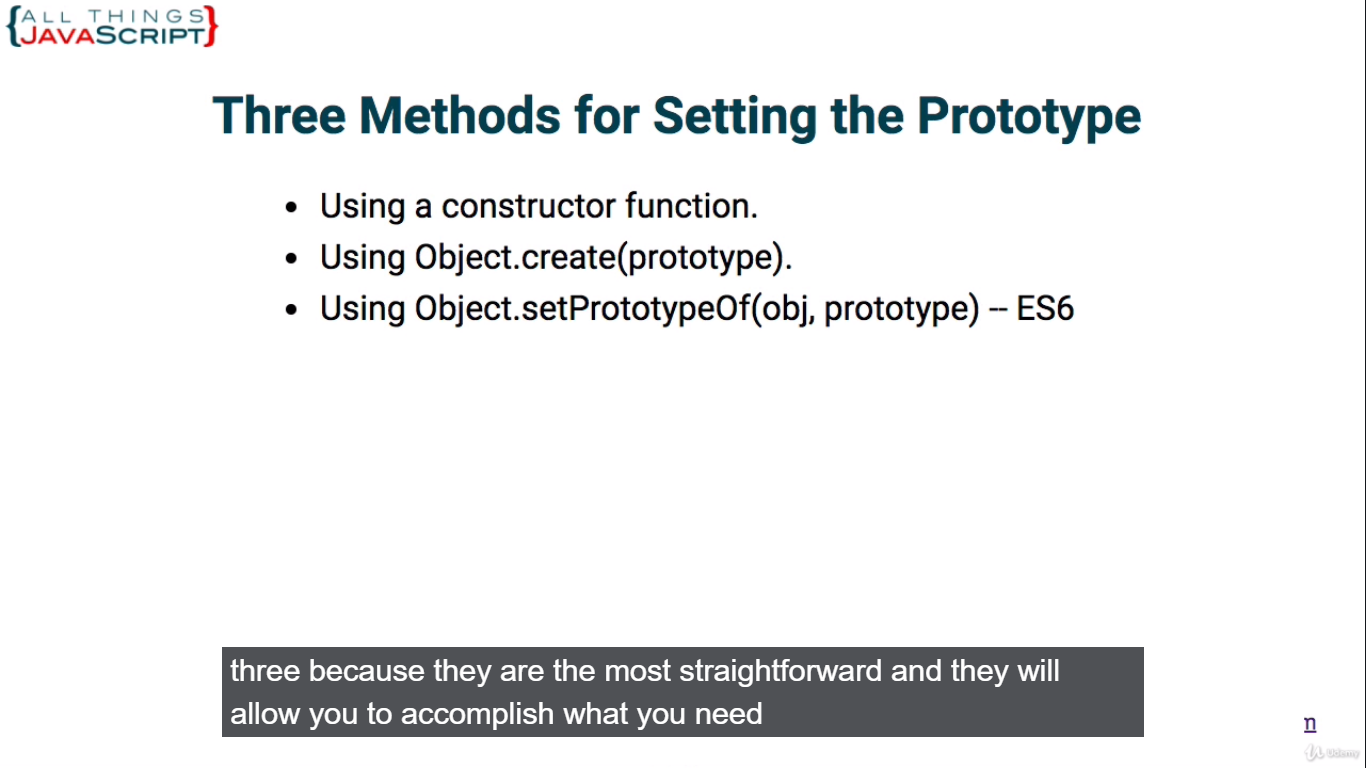 {ALL THINGS
JAVASCRIPT}
Three Methods for Setting the Prototype
• Using a constructor function.
• Using Object.create(prototype).
• Using Object.setPrototypeOf(obj, prototype) -- ES6
three because they are the most straightforward and they will
allow you to accomplish what you need
n
Udemy